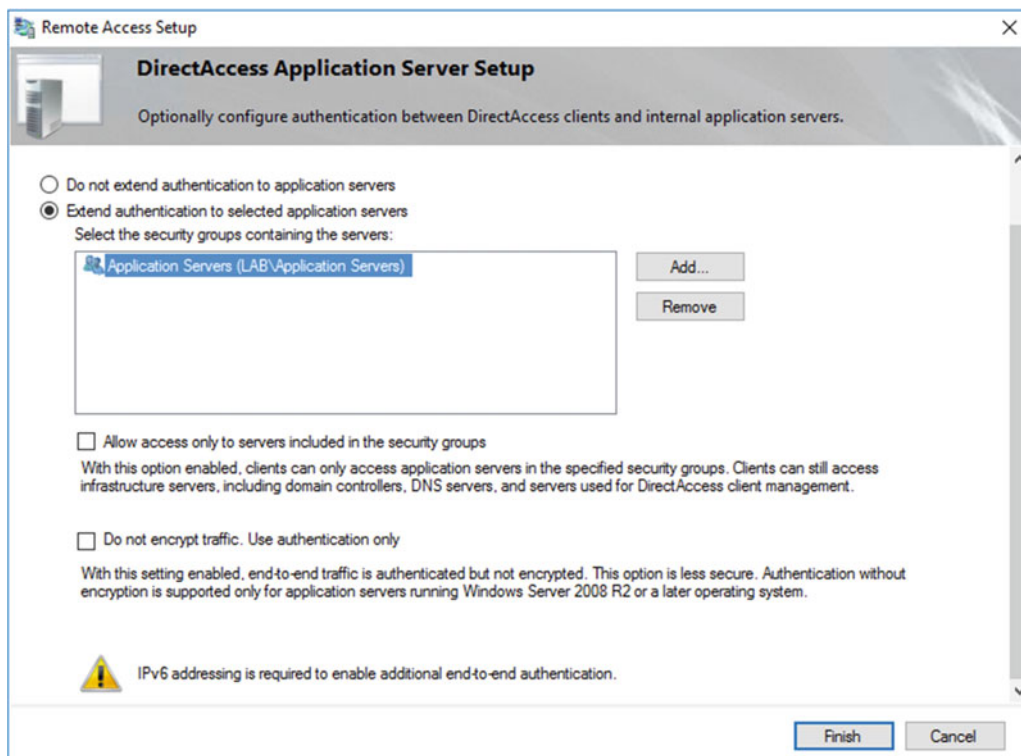 Remote Access Setup
DirectAccess Application Server Setup
Optionally configure authentication between DirectAccess clients and internal application servers.
Do not extend authentication to application servers
Extend authentication to selected application servers
Select the security groups containing the servers:
Application Servers (LAB\Application Servers)
Add...
Remove
Allow access only to servers included in the security groups
With this option enabled, clients can only access application servers in the specified security groups. Clients can still access
infrastructure servers, including domain controllers, DNS servers, and servers used for DirectAccess client management.
Do not encrypt traffic. Use authentication only
With this setting enabled, end-to-end traffic is authenticated but not encrypted. This option is less secure. Authentication without
encryption is supported only for application servers running Windows Server 2008 R2 or a later operating system.
IPv6 addressing is required to enable additional end-to-end authentication.
Finish
Cancel